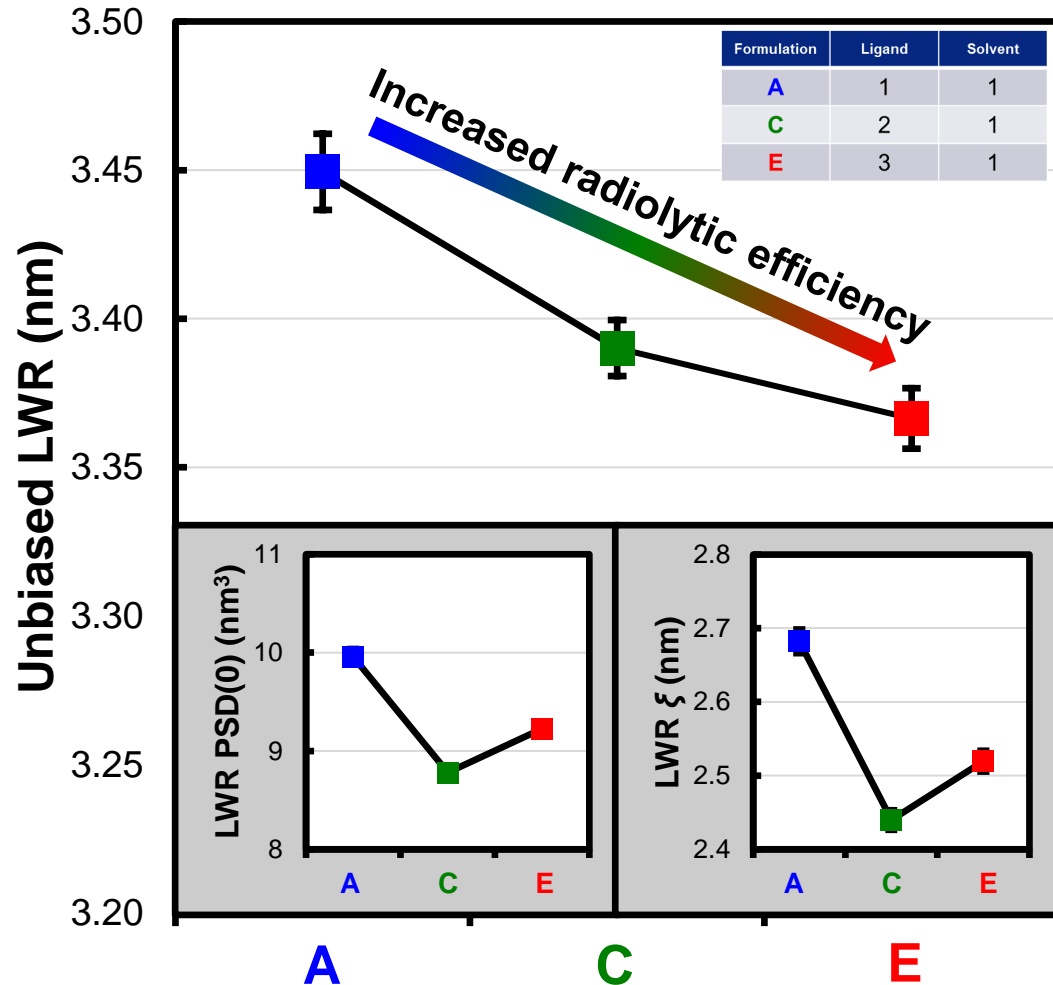 Unbiased LWR (nm)
3.50
3.45
3.40
3.35
3.30
3.25
3.20
Formulation Ligand Solvent
A 1 1
C 2 1
E 3 1
Increased radiolytic efficiency
LWR PSD(0) (nm³)
11
10
9
8
A C E
LWR ξ (nm)
2.8
2.7
2.6
2.5
2.4
A C E
A C E